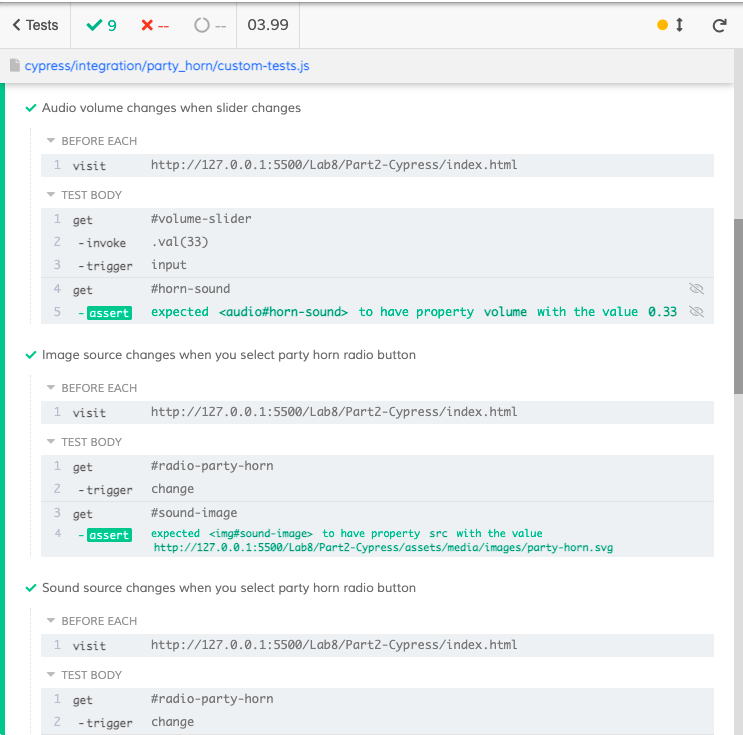 Tests 9 -- -- 03.99
cypress/integration/party_horn/custom-tests.js
Audio volume changes when slider changes
BEFORE EACH
1 visit http://127.0.0.1:5500/Lab8/Part2-Cypress/index.html
TEST BODY
1 get #volume-slider
2 -invoke .val(33)
3 -trigger input
4 get #horn-sound
5 -assert expected <audio#horn-sound> to have property volume with the value 0.33
Image source changes when you select party horn radio button
BEFORE EACH
1 visit http://127.0.0.1:5500/Lab8/Part2-Cypress/index.html
TEST BODY
1 get #radio-party-horn
2 -trigger change
3 get #sound-image
4 -assert expected <img#sound-image> to have property src with the value
http://127.0.0.1:5500/Lab8/Part2-Cypress/assets/media/images/party-horn.svg
Sound source changes when you select party horn radio button
BEFORE EACH
1 visit http://127.0.0.1:5500/Lab8/Part2-Cypress/index.html
TEST BODY
1 get #radio-party-horn
2 -trigger change